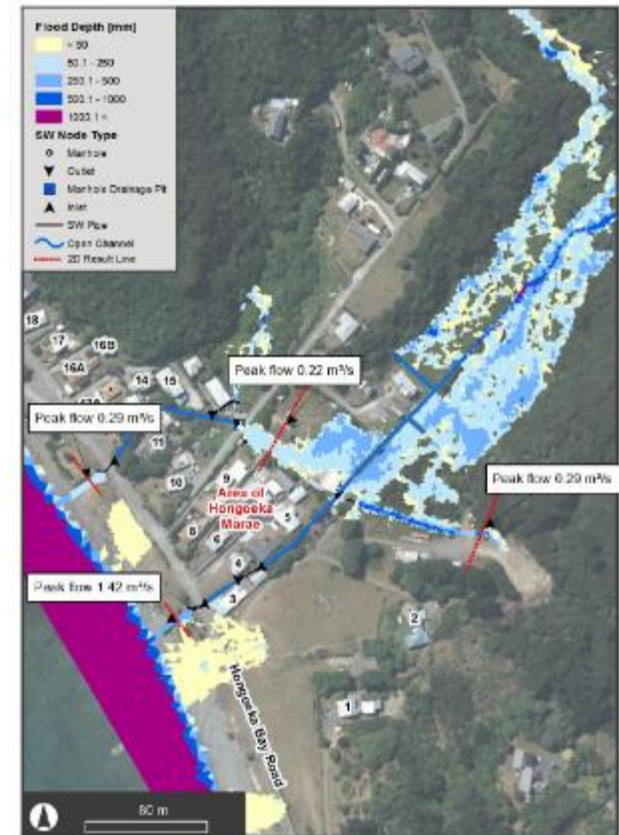 Flood Depth [mm]
< 50
50.1 - 250
250.1 - 500
500.1 - 1000
1000.1 <
SW Node Type
Manhole
Outlet
Manhole Drainage Pit
Inlet
SW Pipe
Open Channel
2D Result Line
18
17
16B
16A
14
15
Peak flow 0.22 m³/s
Peak flow 0.29 m³/s
11
10
9
Area of
Hongoeka
Marae
8
6
5
Peak flow 0.29 m³/s
4
3
Peak flow 1.42 m³/s
2
1
Hongoeka Bay Road
80 m